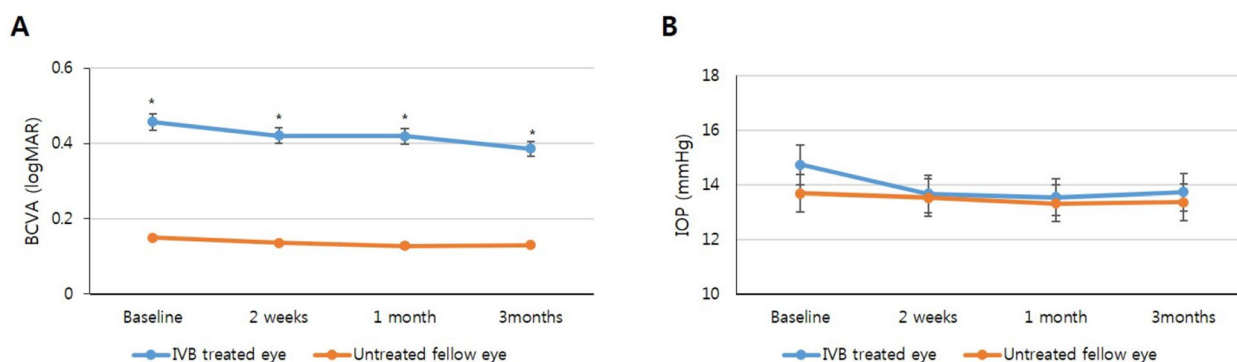 A
BCVA (logMAR)
0.6
0.4
0.2
0
*
*
*
*
Baseline
2 weeks
1 month
3months
IVB treated eye
Untreated fellow eye
B
IOP (mmHg)
18
16
14
12
10
Baseline
2 weeks
1 month
3months
IVB treated eye
Untreated fellow eye